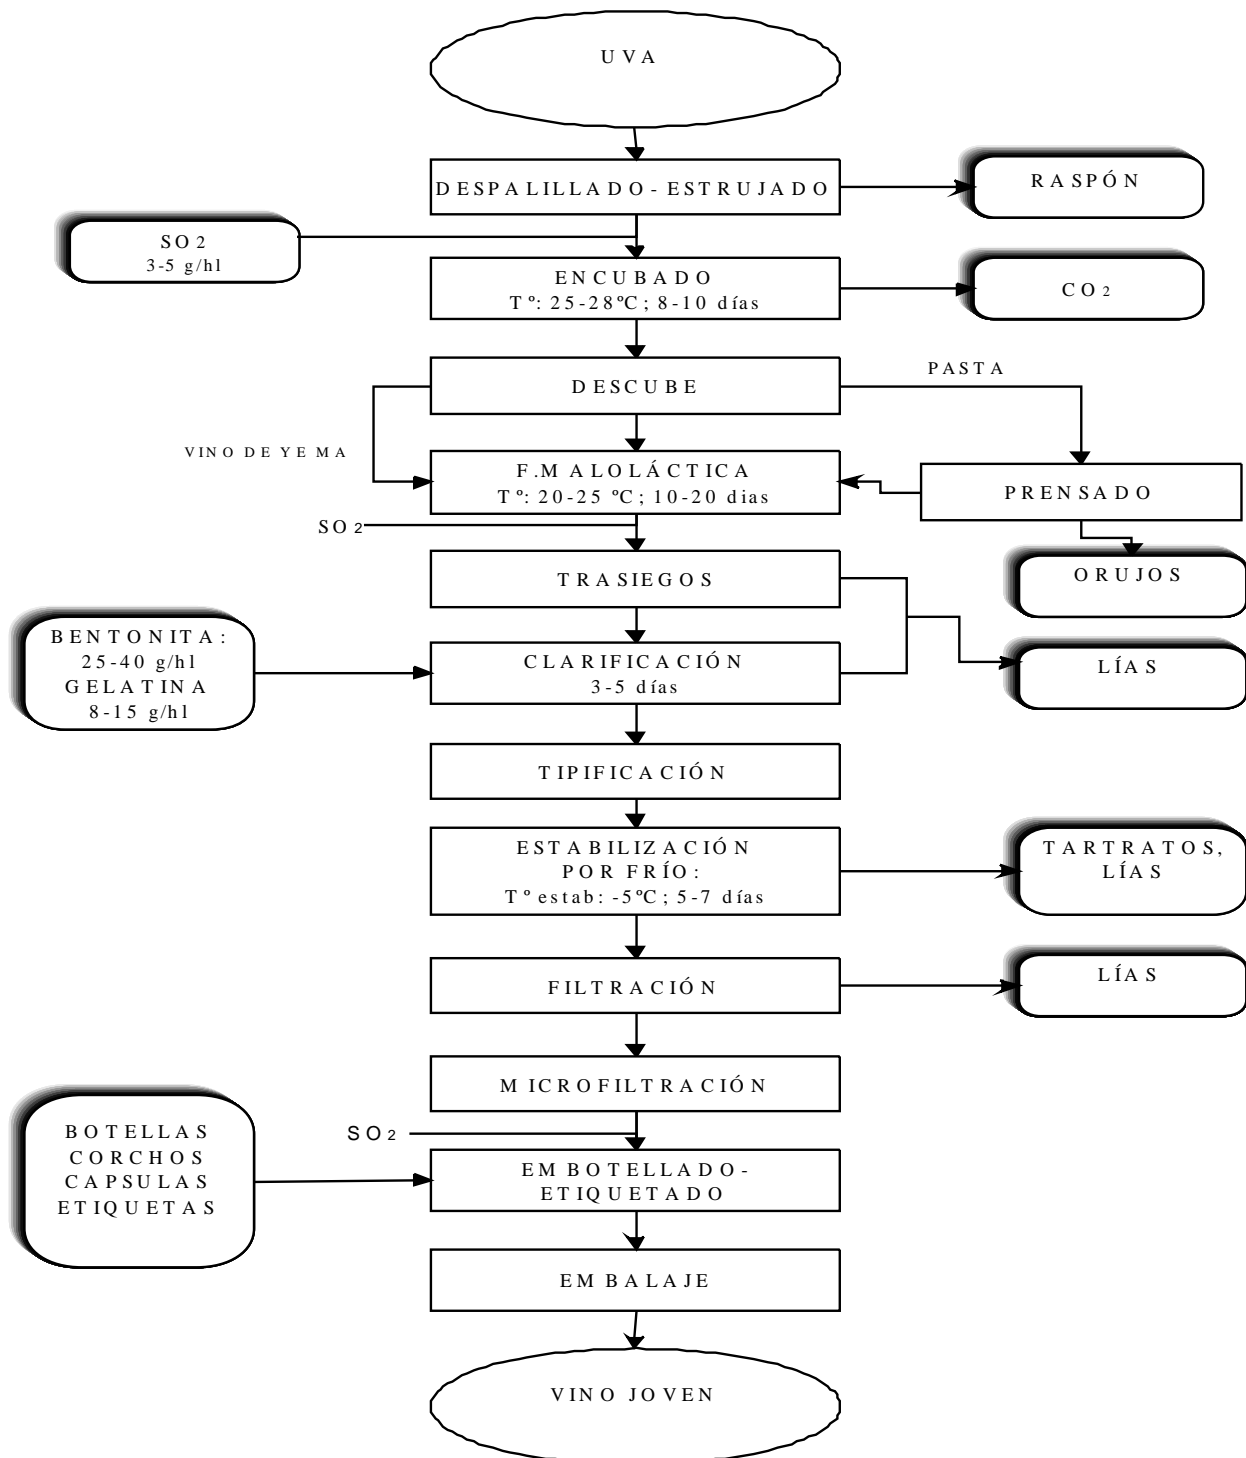 UVA
DESPALILLADO-ESTRUJADO
RASPÓN
SO2
3-5 g/hl
ENCUBADO
Tº: 25-28ºC; 8-10 días
CO2
DESCUBE
PASTA
VINO DE YEMA
F.MALOLÁCTICA
Tº: 20-25 ºC; 10-20 dias
PRENSADO
SO2
TRASIEGOS
ORUJOS
BENTONITA:
25-40 g/hl
GELATINA
8-15 g/hl
CLARIFICACIÓN
3-5 días
LÍAS
TIPIFICACIÓN
ESTABILIZACIÓN
POR FRÍO:
Tº estab: -5ºC; 5-7 días
TARTRATOS,
LÍAS
FILTRACIÓN
LÍAS
MICROFILTRACIÓN
SO2
BOTELLAS
CORCHOS
CAPSULAS
ETIQUETAS
EMBOTELLADO-
ETIQUETADO
EMBALAJE
VINO JOVEN